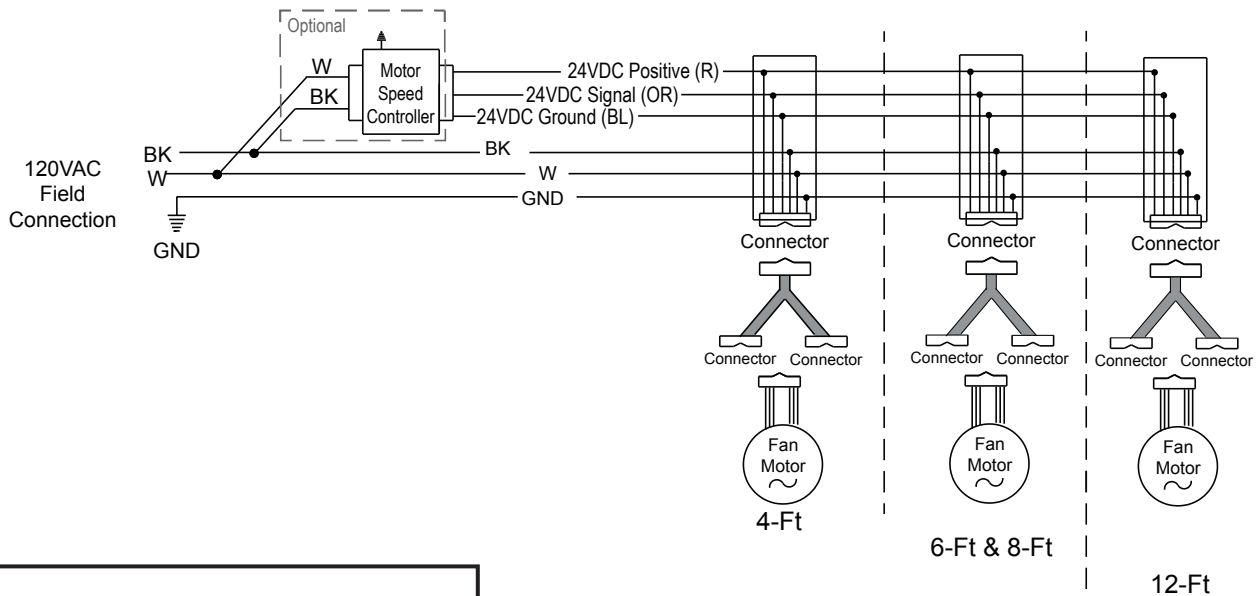 Optional
W
BK
Motor
Speed
Controller
24VDC Positive (R)
24VDC Signal (OR)
24VDC Ground (BL)
120VAC
Field
Connection
BK
W
BK
W
GND
GND
Connector
Connector
Connector
Connector Connector
Connector Connector
Connector Connector
Fan
Motor
Fan
Motor
Fan
Motor
4-Ft
6-Ft & 8-Ft
12-Ft